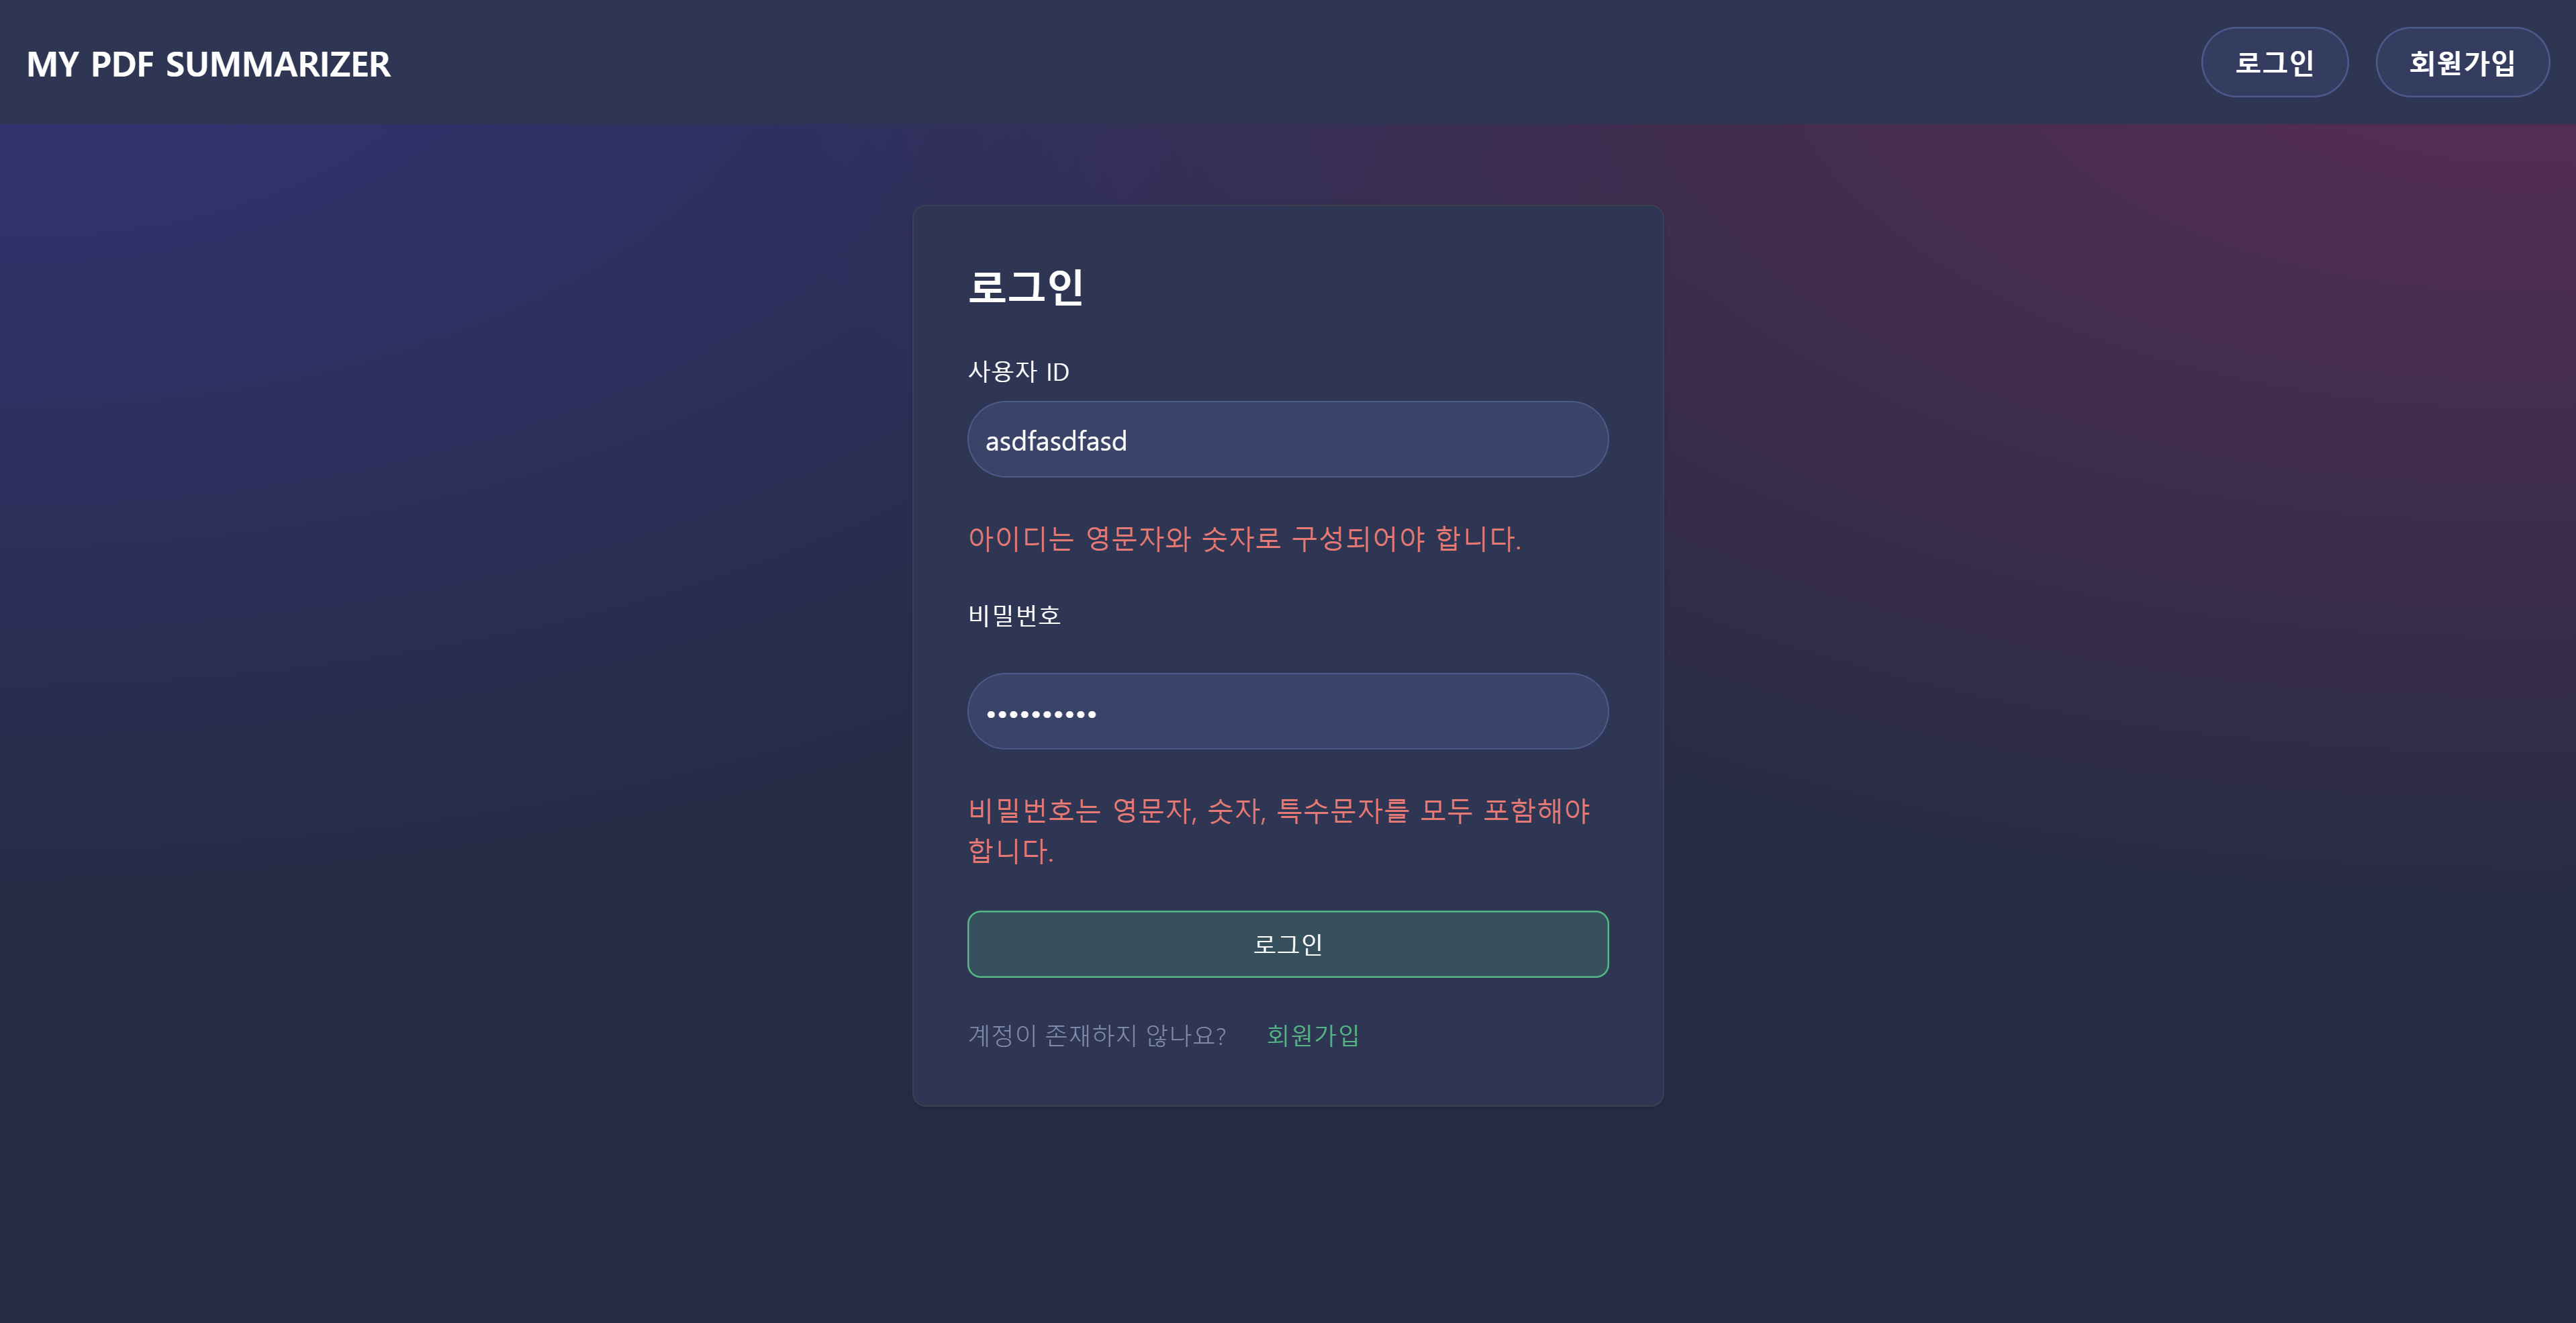 MY PDF SUMMARIZER
로그인
회원가입
로그인
사용자 ID
asdfasdfasd
아이디는 영문자와 숫자로 구성되어야 합니다.
비밀번호
••••••••••
비밀번호는 영문자, 숫자, 특수문자를 모두 포함해야
합니다.
로그인
계정이 존재하지 않나요? 회원가입